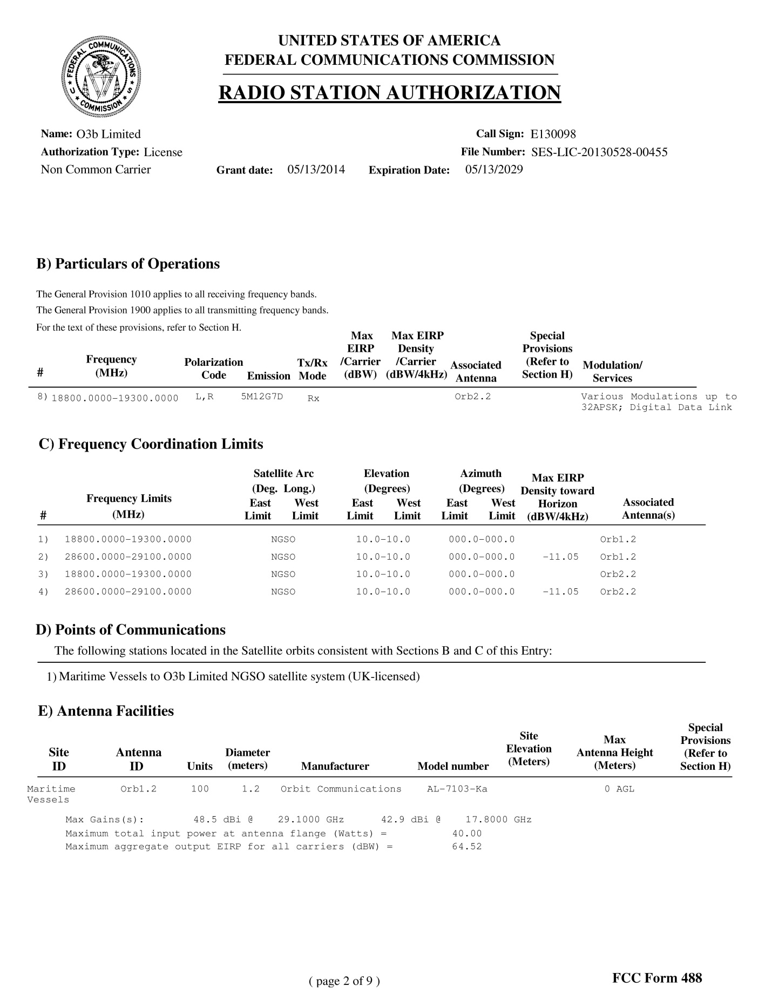 FEDERAL COMMUNICATIONS COMMISSION U S
UNITED STATES OF AMERICA
FEDERAL COMMUNICATIONS COMMISSION
RADIO STATION AUTHORIZATION
Name: O3b Limited Call Sign: E130098
Authorization Type: License File Number: SES-LIC-20130528-00455
Non Common Carrier Grant date: 05/13/2014 Expiration Date: 05/13/2029
B) Particulars of Operations
The General Provision 1010 applies to all receiving frequency bands.
The General Provision 1900 applies to all transmitting frequency bands.
For the text of these provisions, refer to Section H.
# Frequency (MHz) Polarization Code Emission Tx/Rx Mode Max EIRP /Carrier (dBW) Max EIRP Density /Carrier (dBW/4kHz) Associated Antenna Special Provisions (Refer to Section H) Modulation/ Services
8) 18800.0000-19300.0000 L,R 5M12G7D Rx Orb2.2 Various Modulations up to
32APSK; Digital Data Link
C) Frequency Coordination Limits
# Frequency Limits (MHz) Satellite Arc (Deg. Long.) East Limit West Limit Elevation (Degrees) East Limit West Limit Azimuth (Degrees) East Limit West Limit Max EIRP Density toward Horizon (dBW/4kHz) Associated Antenna(s)
1) 18800.0000-19300.0000 NGSO 10.0-10.0 000.0-000.0 Orb1.2
2) 28600.0000-29100.0000 NGSO 10.0-10.0 000.0-000.0 -11.05 Orb1.2
3) 18800.0000-19300.0000 NGSO 10.0-10.0 000.0-000.0 Orb2.2
4) 28600.0000-29100.0000 NGSO 10.0-10.0 000.0-000.0 -11.05 Orb2.2
D) Points of Communications
The following stations located in the Satellite orbits consistent with Sections B and C of this Entry:
1) Maritime Vessels to O3b Limited NGSO satellite system (UK-licensed)
E) Antenna Facilities
Site ID Antenna ID Units Diameter (meters) Manufacturer Model number Site Elevation (Meters) Max Antenna Height (Meters) Special Provisions (Refer to Section H)
Maritime Orb1.2 100 1.2 Orbit Communications AL-7103-Ka 0 AGL
Vessels
Max Gains(s): 48.5 dBi @ 29.1000 GHz 42.9 dBi @ 17.8000 GHz
Maximum total input power at antenna flange (Watts) = 40.00
Maximum aggregate output EIRP for all carriers (dBW) = 64.52
( page 2 of 9 ) FCC Form 488